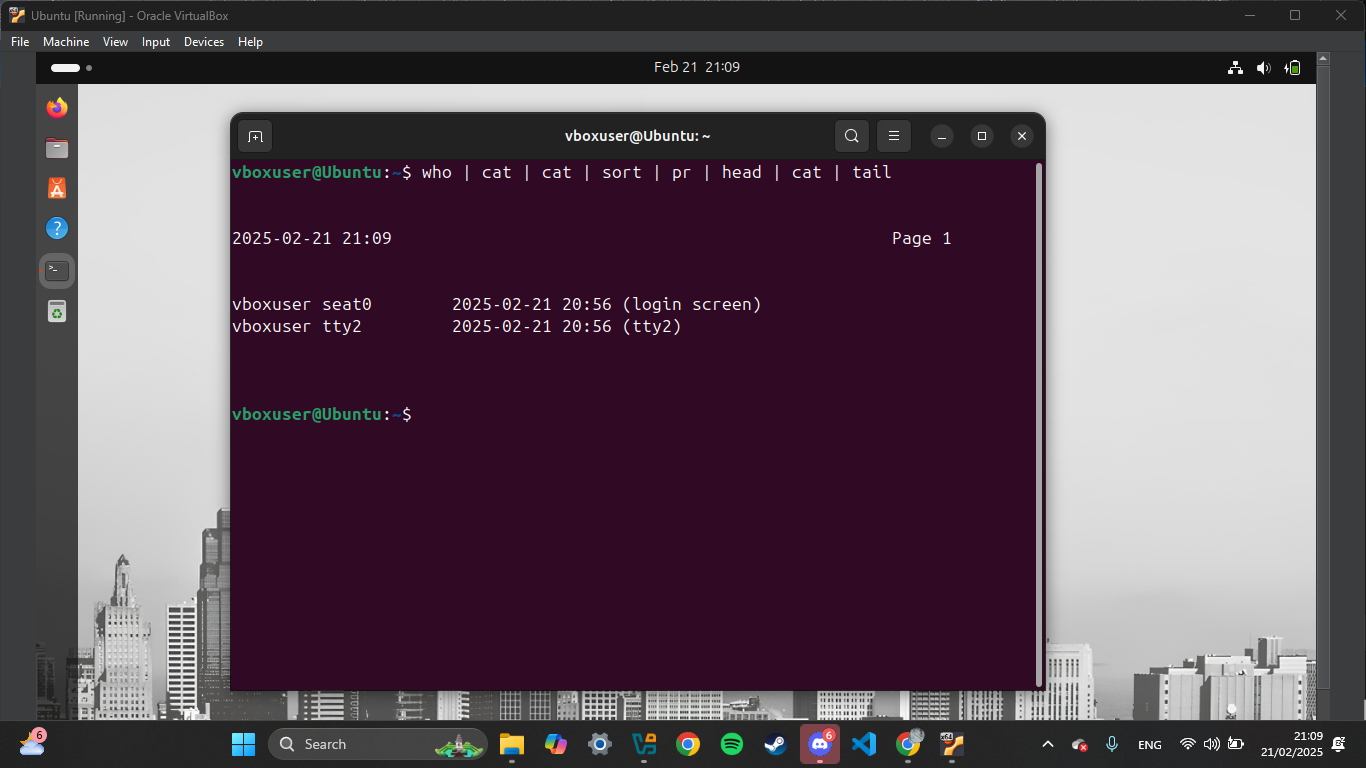 Ubuntu [Running] - Oracle VirtualBox
File Machine View Input Devices Help
Feb 21 21:09
vboxuser@Ubuntu: ~
vboxuser@Ubuntu:~$ who | cat | cat | sort | pr | head | cat | tail
2025-02-21 21:09 Page 1
vboxuser seat0 2025-02-21 20:56 (login screen)
vboxuser tty2 2025-02-21 20:56 (tty2)
vboxuser@Ubuntu:~$
6
Search
6
ENG
21:09
21/02/2025